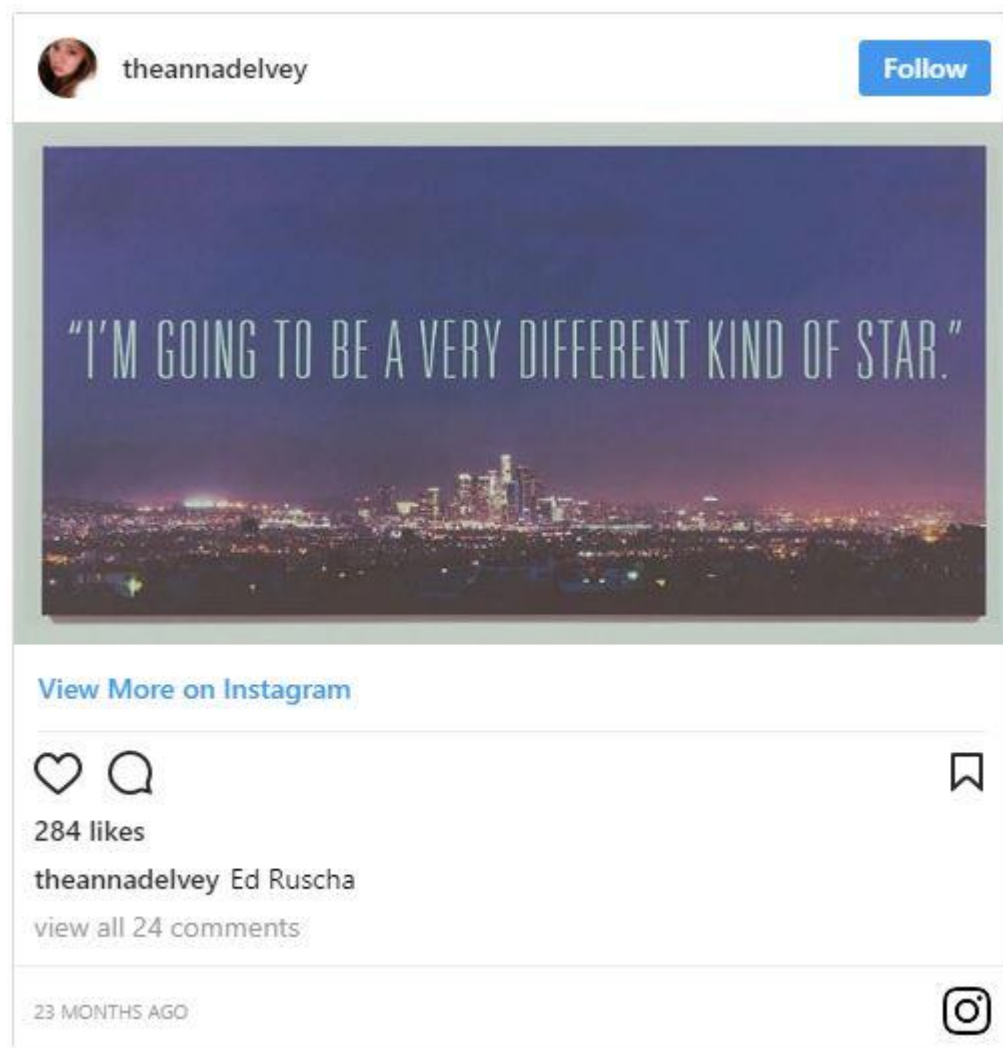 theannadelvey
Follow
“I’M GOING TO BE A VERY DIFFERENT KIND OF STAR.”
View More on Instagram
284 likes
theannadelvey Ed Ruscha
view all 24 comments
23 MONTHS AGO